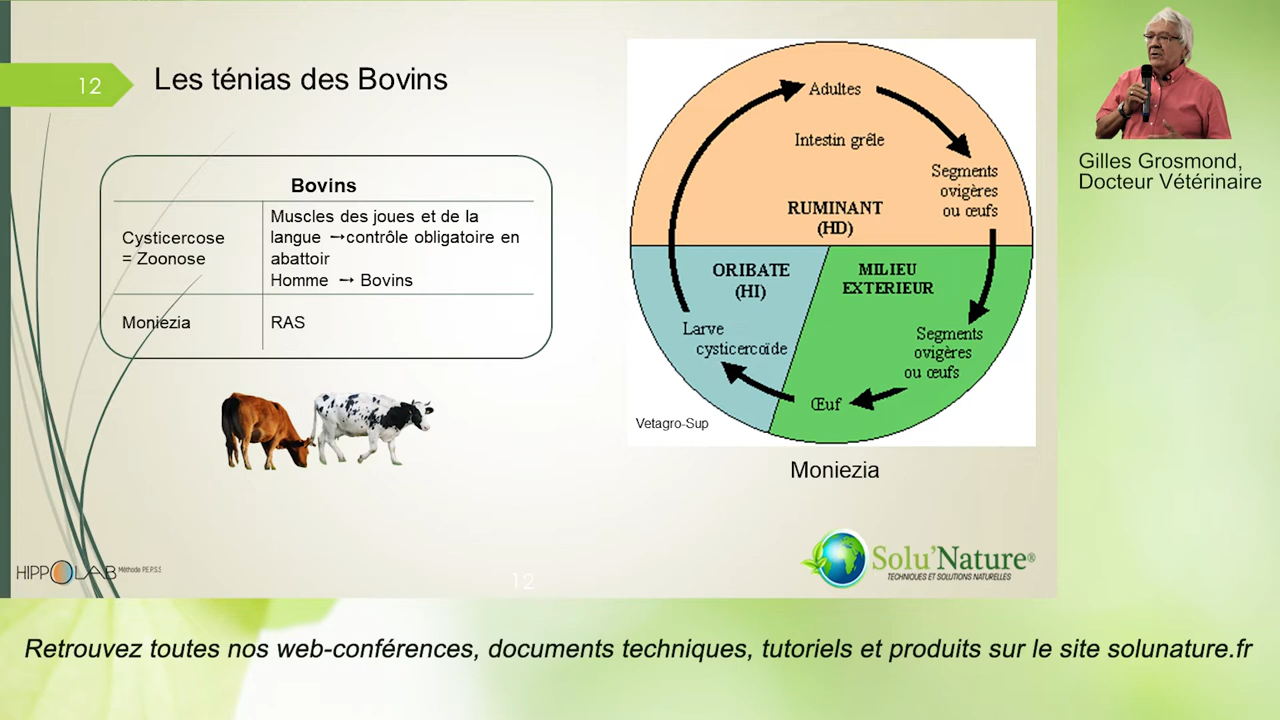 12
Les ténias des Bovins
Bovins
Cysticercose
= Zoonose
Muscles des joues et de la
langue →contrôle obligatoire en
abattoir
Homme → Bovins
Moniezia
RAS
Adultes
Intestin grêle
Segments
ovigères
ou œufs
RUMINANT
(HD)
ORIBATE
(HI)
MILIEU
EXTERIEUR
Larve
cysticercoïde
Segments
ovigères
ou œufs
Œuf
Vetagro-Sup
Moniezia
Gilles Grosmond,
Docteur Vétérinaire
HIPPOLAB Méthode P.E.P.S.S
12
Solu'Nature®
TECHNIQUES ET SOLUTIONS NATURELLES
Retrouvez toutes nos web-conférences, documents techniques, tutoriels et produits sur le site solunature.fr